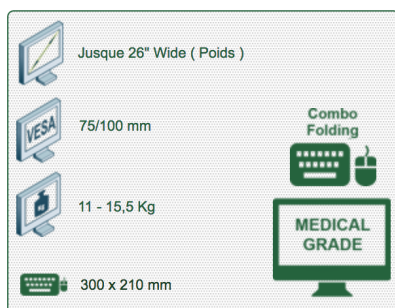 Jusque 26" Wide ( Poids )
VESA
75/100 mm
Combo
Folding
KG
11 - 15,5 Kg
MEDICAL
GRADE
300 x 210 mm